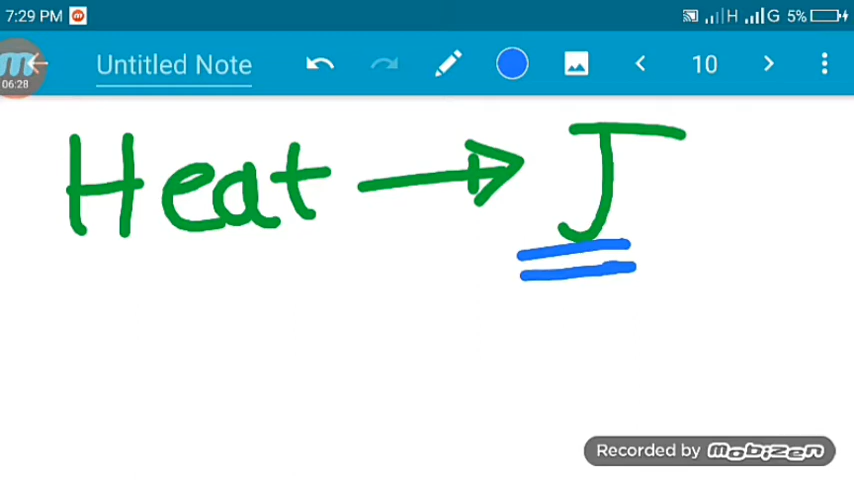 7:29 PM H G 5%
06:28 Untitled Note 10
Heat → J
Recorded by mobizen